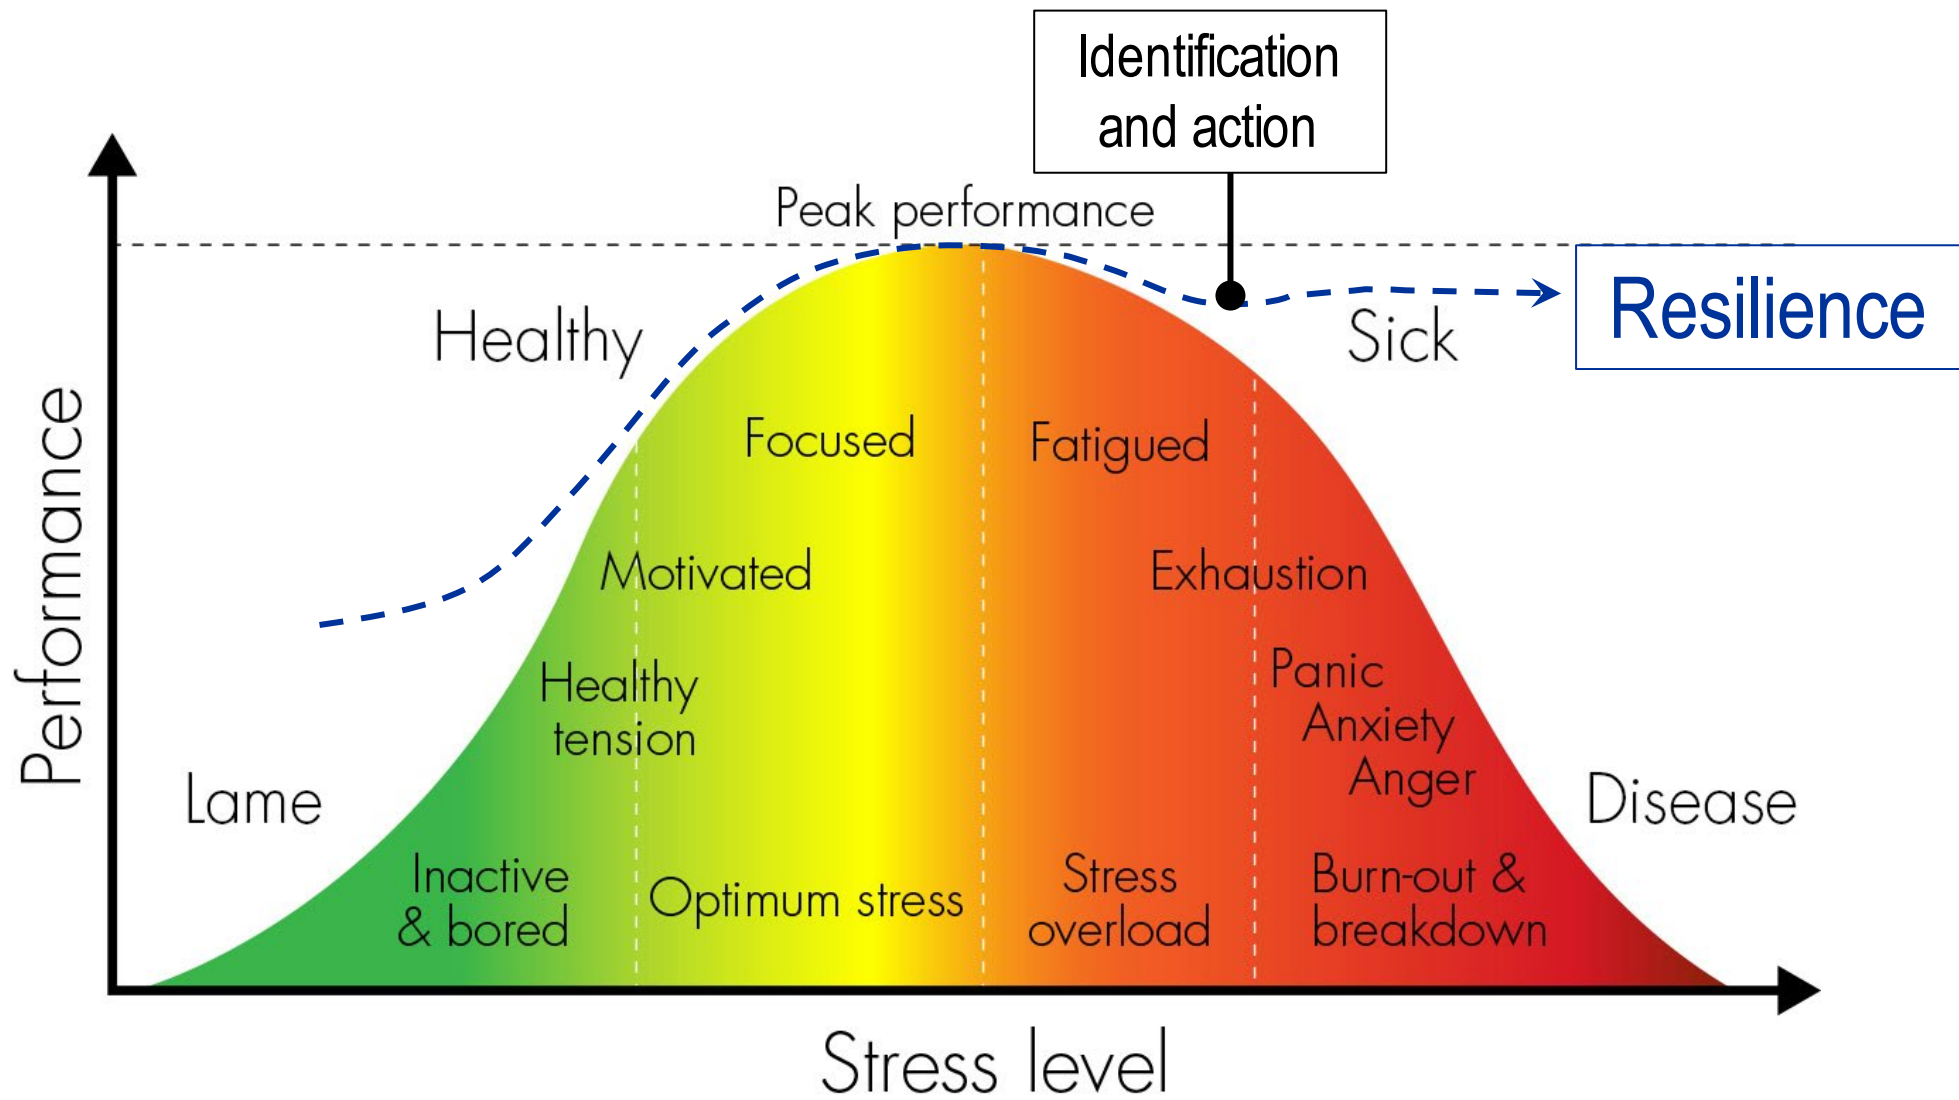 Identification
and action
Peak performance
Resilience
Healthy
Sick
Focused
Fatigued
Motivated
Exhaustion
Healthy
tension
Panic
Anxiety
Anger
Lame
Disease
Inactive
& bored
Optimum stress
Stress
overload
Burn-out &
breakdown
Performance
Stress level